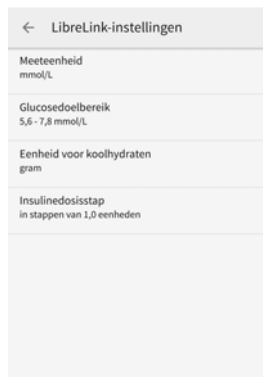 LibreLink-instellingen
Meeteenheid
mmol/L
Glucosedoelbereik
5,6 - 7,8 mmol/L
Eenheid voor koolhydraten
gram
Insulinedosisstap
in stappen van 1,0 eenheden